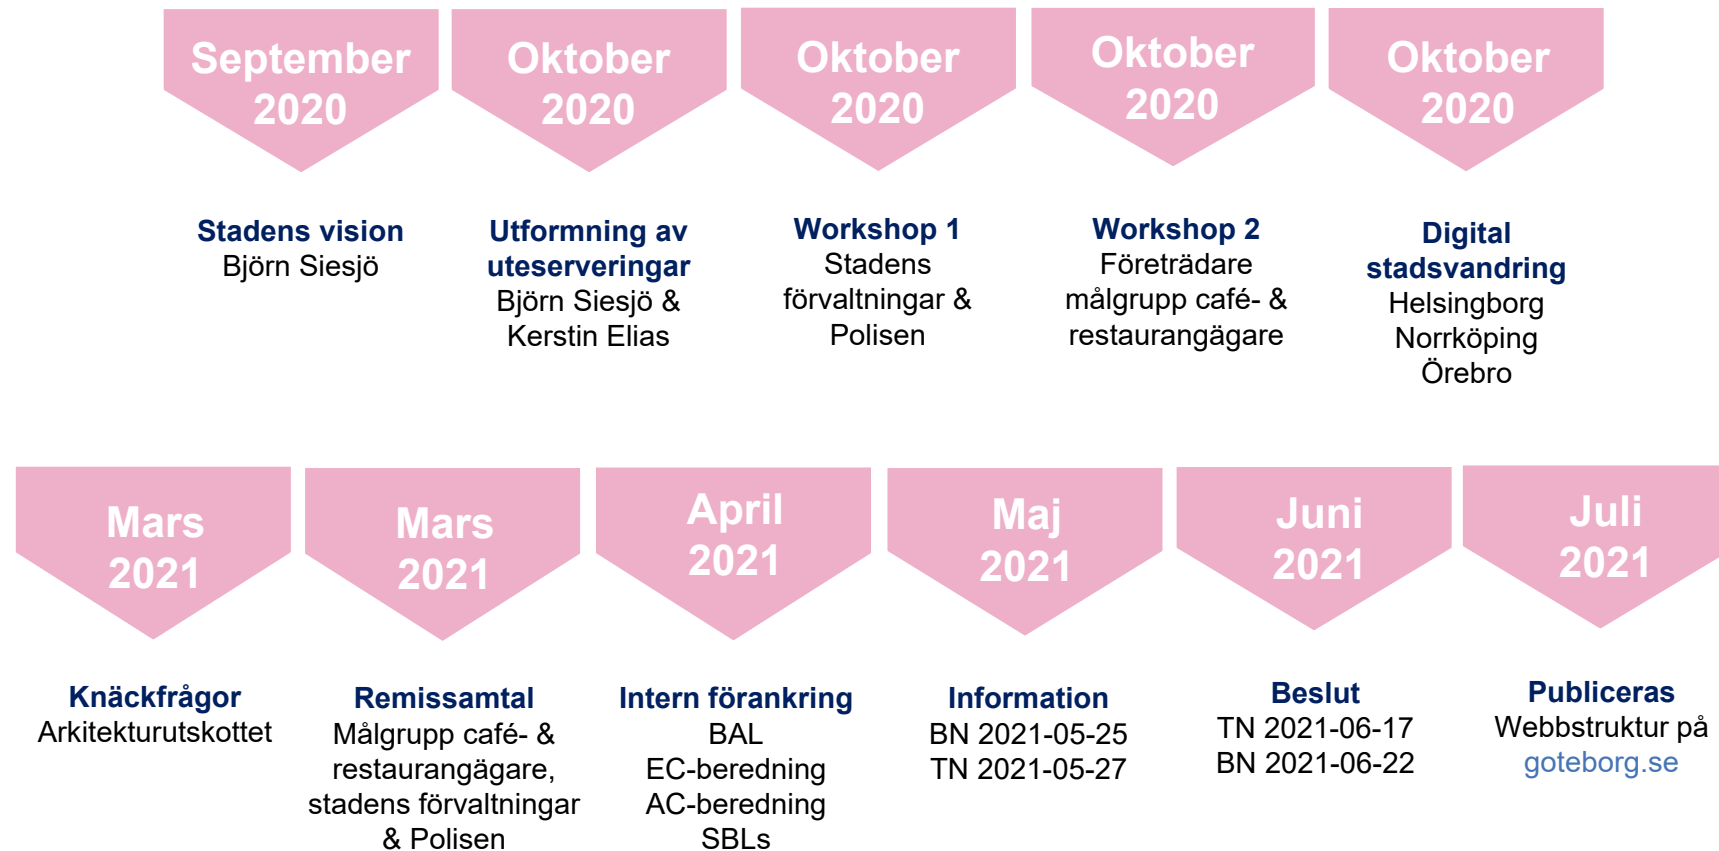 September
2020
Stadens vision
Björn Siesjö
Oktober
2020
Utformning av
uteserveringar
Björn Siesjö &
Kerstin Elias
Oktober
2020
Workshop 1
Stadens
förvaltningar &
Polisen
Oktober
2020
Workshop 2
Företrädare
målgrupp café- &
restaurangägare
Oktober
2020
Digital
stadsvandring
Helsingborg
Norrköping
Örebro
Mars
2021
Knäckfrågor
Arkitekturutskottet
Mars
2021
Remissamtal
Målgrupp café- &
restaurangägare,
stadens förvaltningar
& Polisen
April
2021
Intern förankring
BAL
EC-beredning
AC-beredning
SBLs
Maj
2021
Information
BN 2021-05-25
TN 2021-05-27
Juni
2021
Beslut
TN 2021-06-17
BN 2021-06-22
Juli
2021
Publiceras
Webbstruktur på
goteborg.se